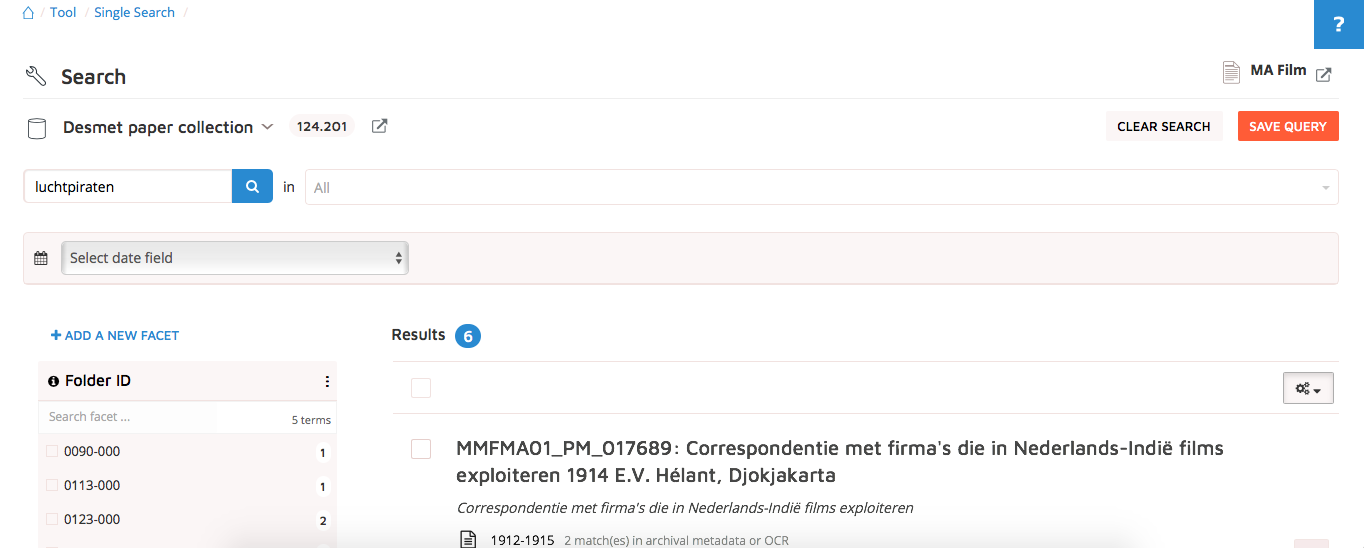 / Tool / Single Search /
?
Search
MA Film
Desmet paper collection 124.201
CLEAR SEARCH SAVE QUERY
luchtpiraten in All
Select date field
+ ADD A NEW FACET
Results 6
Folder ID
Search facet ... 5 terms
0090-000 1
0113-000 1
0123-000 2
MMFMA01_PM_017689: Correspondentie met firma's die in Nederlands-Indië films
exploiteren 1914 E.V. Hélant, Djokjakarta
Correspondentie met firma's die in Nederlands-Indië films exploiteren
1912-1915 2 match(es) in archival metadata or OCR